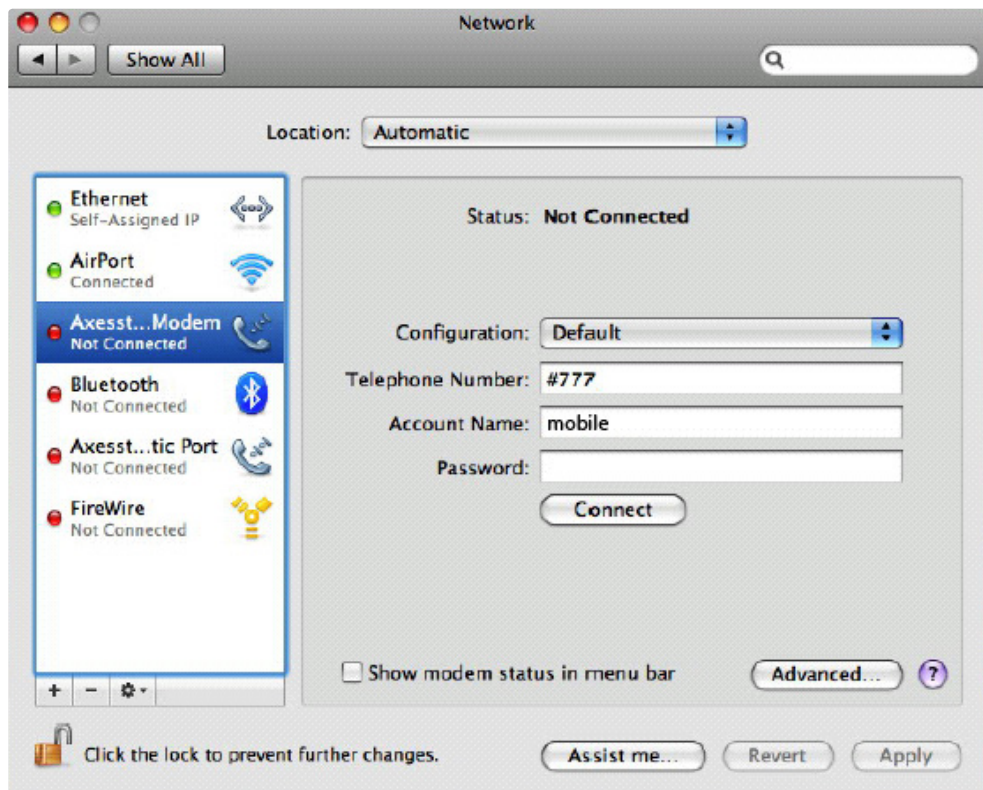 Network
Show All
Location: Automatic
Ethernet
Self-Assigned IP
AirPort
Connected
Axesst...Modem
Not Connected
Bluetooth
Not Connected
Axesst...tic Port
Not Connected
FireWire
Not Connected
Status: Not Connected
Configuration: Default
Telephone Number: #777
Account Name: mobile
Password:
Connect
Show modem status in menu bar
Advanced...
?
Click the lock to prevent further changes.
Assist me...
Revert
Apply